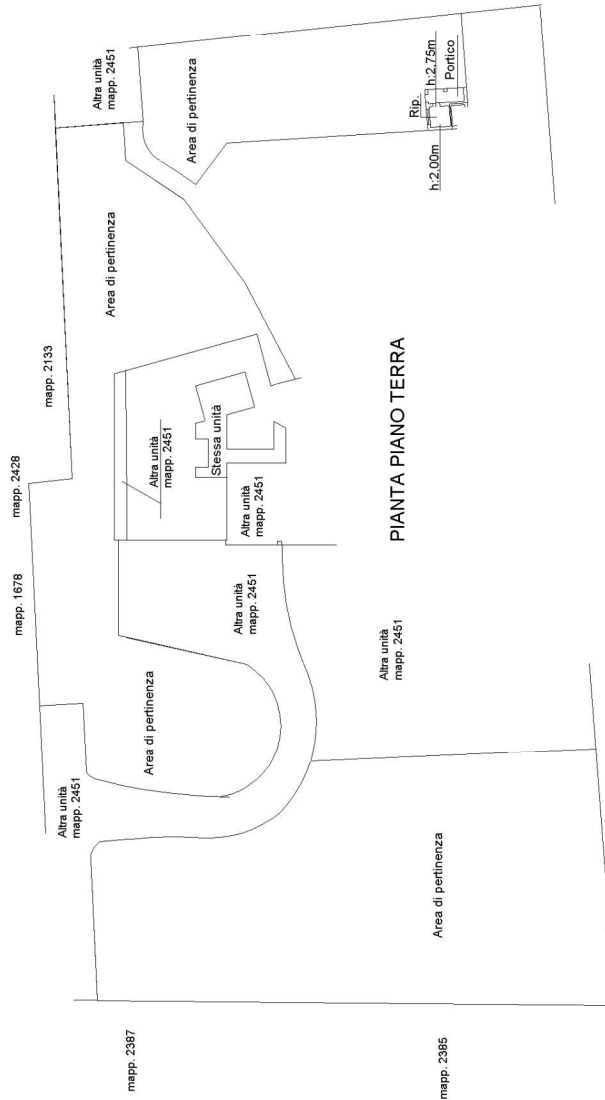 Altra unità
mapp. 2451
Area di pertinenza
Rip.
h:2,75m
Portico
h:2,00m
Area di pertinenza
mapp. 2133
mapp. 2428
mapp. 1678
Altra unità
mapp. 2451
Stessa unità
Altra unità
mapp. 2451
PIANTA PIANO TERRA
Altra unità
mapp. 2451
Altra unità
mapp. 2451
Area di pertinenza
Altra unità
mapp. 2451
Area di pertinenza
mapp. 2387
mapp. 2385